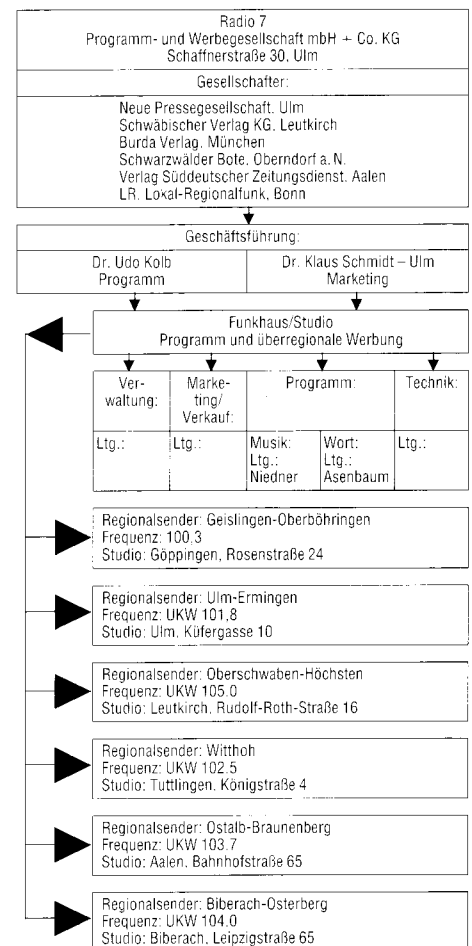 Radio 7
Programm- und Werbegesellschaft mbH + Co. KG
Schaffnerstraße 30, Ulm
Gesellschafter:
Neue Pressegesellschaft. Ulm
Schwäbischer Verlag KG. Leutkirch
Burda Verlag. München
Schwarzwälder Bote. Oberndorf a. N.
Verlag Süddeutscher Zeitungsdienst. Aalen
LR. Lokal-Regionalfunk, Bonn
Geschäftsführung:
Dr. Udo Kolb
Programm
Dr. Klaus Schmidt – Ulm
Marketing
Funkhaus/Studio
Programm und überregionale Werbung
Ver-
waltung:
Marke-
ting/
Verkauf:
Programm:
Technik:
Ltg.:
Ltg.:
Musik:
Ltg.:
Niedner
Wort:
Ltg.:
Asenbaum
Ltg.:
Regionalsender: Geislingen-Oberböhringen
Frequenz: 100,3
Studio: Göppingen, Rosenstraße 24
Regionalsender: Ulm-Ermingen
Frequenz: UKW 101,8
Studio: Ulm, Küfergasse 10
Regionalsender: Oberschwaben-Höchsten
Frequenz: UKW 105.0
Studio: Leutkirch, Rudolf-Roth-Straße 16
Regionalsender: Witthoh
Frequenz: UKW 102.5
Studio: Tuttlingen, Königstraße 4
Regionalsender: Ostalb-Braunenberg
Frequenz: UKW 103.7
Studio: Aalen, Bahnhofstraße 65
Regionalsender: Biberach-Osterberg
Frequenz: UKW 104.0
Studio: Biberach, Leipzigstraße 65